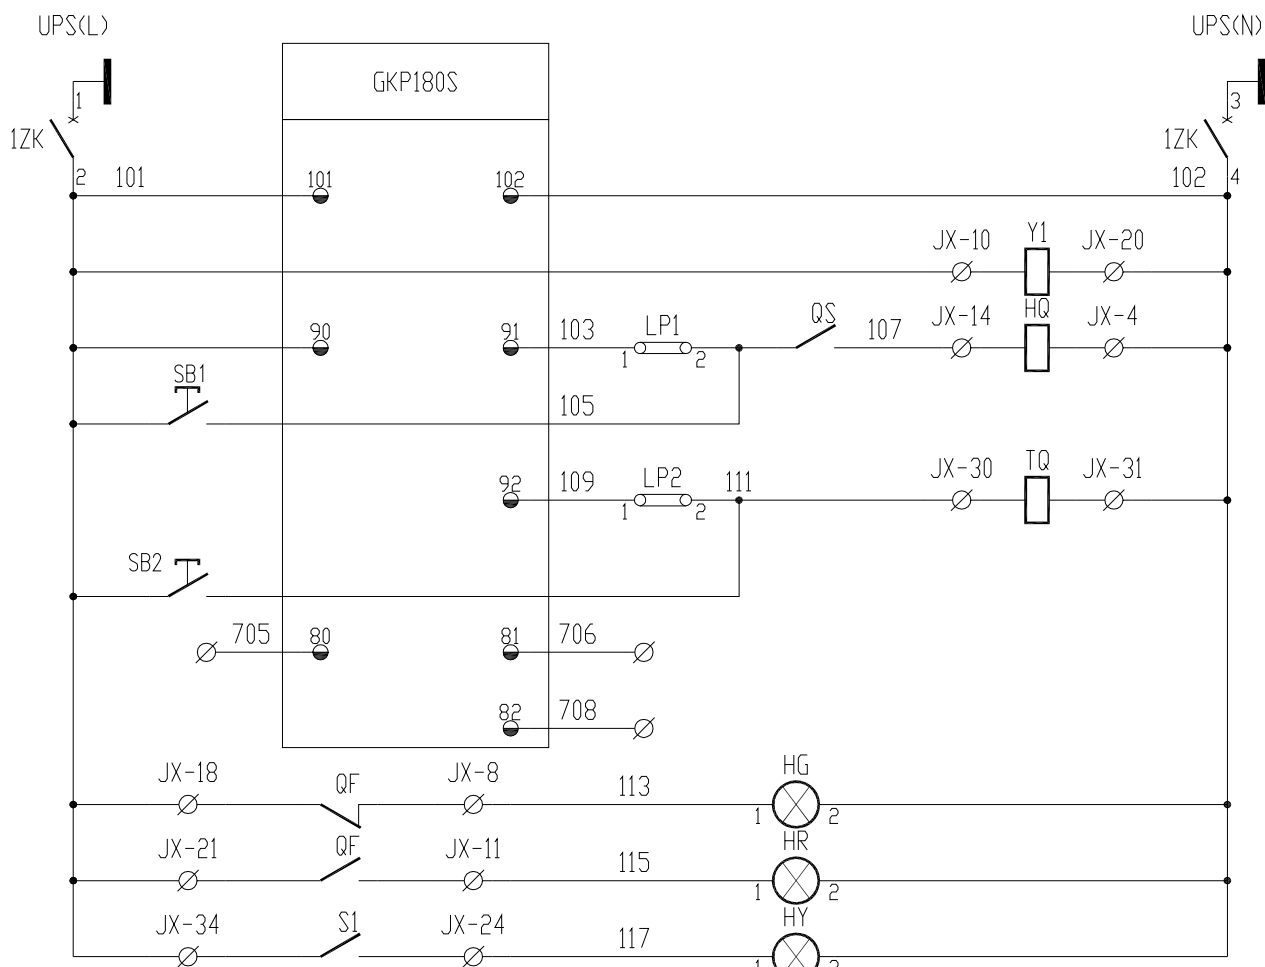 UPS(L) UPS(N)
GKP180S
1 3
1ZK 1ZK
2 101 101 102 102 4
JX-10 Y1 JX-20
90 91 103 LP1 QS 107 JX-14 HQ JX-4
1 2
SB1
105
92 109 LP2 111 JX-30 TQ JX-31
1 2
SB2
705 80 81 706
82 708
JX-18 QF JX-8 113 HG
1 2
JX-21 QF JX-11 115 HR
1 2
JX-34 S1 JX-24 117 HY
1 2